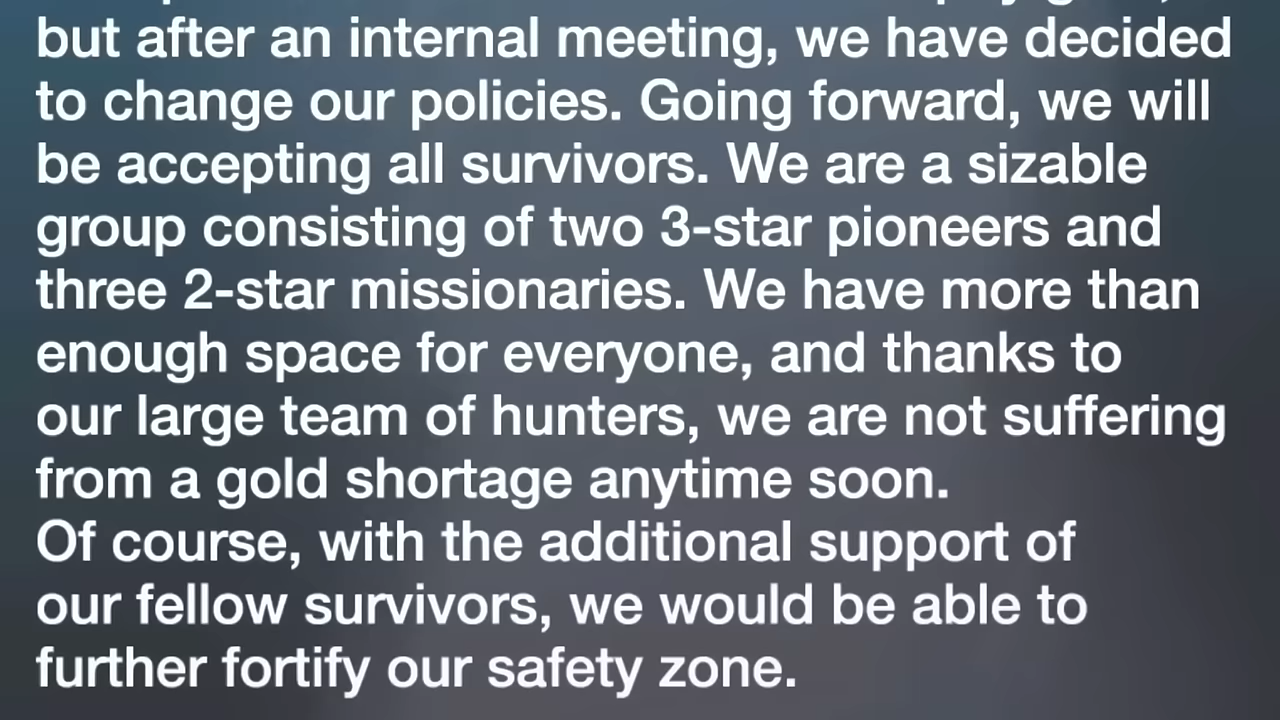 but after an internal meeting, we have decided
to change our policies. Going forward, we will
be accepting all survivors. We are a sizable
group consisting of two 3-star pioneers and
three 2-star missionaries. We have more than
enough space for everyone, and thanks to
our large team of hunters, we are not suffering
from a gold shortage anytime soon.
Of course, with the additional support of
our fellow survivors, we would be able to
further fortify our safety zone.